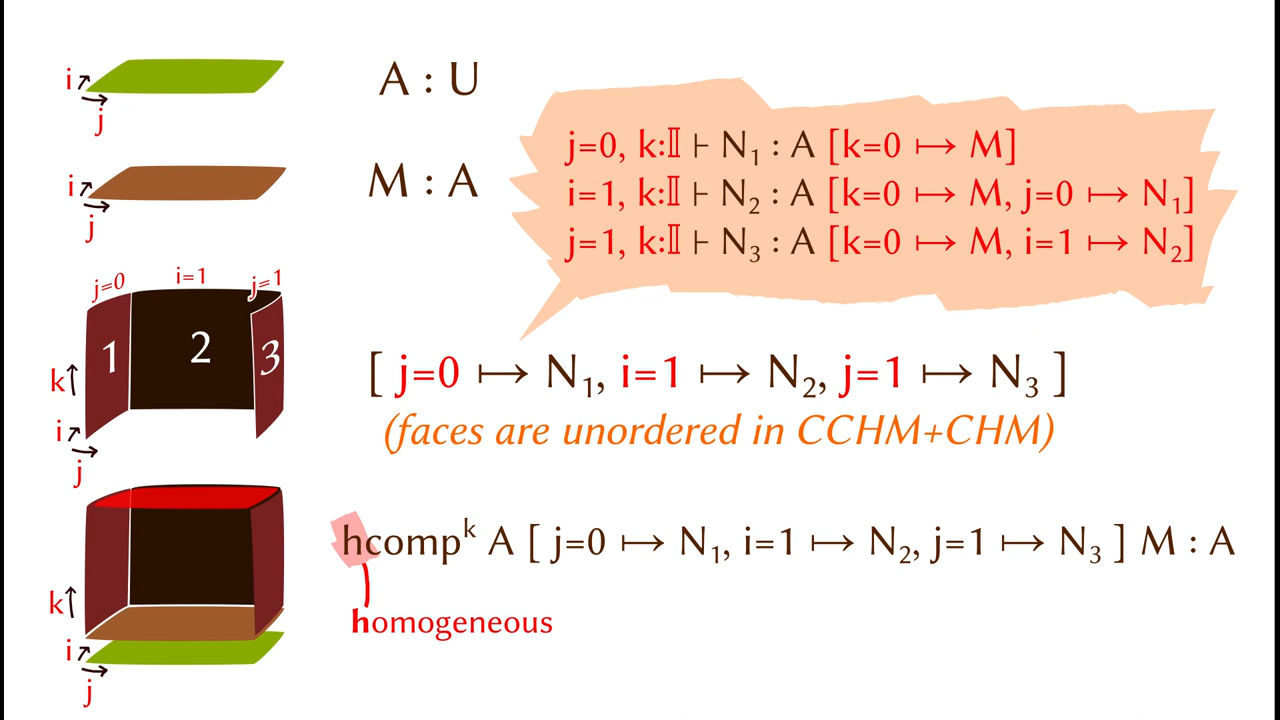 i
j
A : U
i
j
M : A
j=0, k:𝕀 ⊢ N₁ : A [k=0 ↦ M]
i=1, k:𝕀 ⊢ N₂ : A [k=0 ↦ M, j=0 ↦ N₁]
j=1, k:𝕀 ⊢ N₃ : A [k=0 ↦ M, i=1 ↦ N₂]
j=0 i=1 j=1
1 2 3
k
i
j
[ j=0 ↦ N₁, i=1 ↦ N₂, j=1 ↦ N₃ ]
(faces are unordered in CCHM+CHM)
k
i
j
hcompᵏ A [ j=0 ↦ N₁, i=1 ↦ N₂, j=1 ↦ N₃ ] M : A
homogeneous